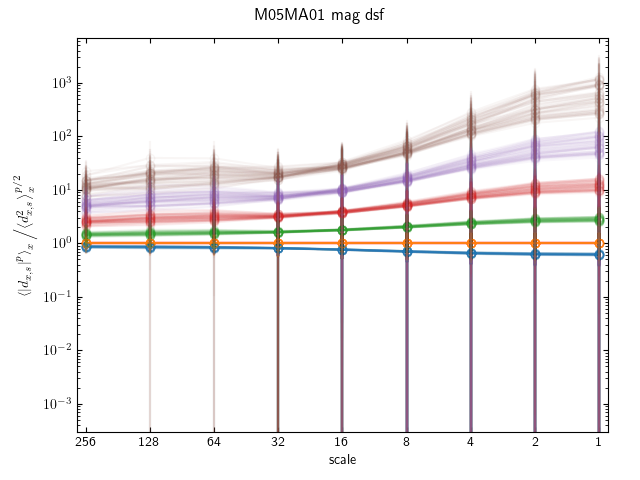 M05MA01 mag dsf
⟨|d_{x,s}|^p⟩_x / ⟨d_{x,s}^2⟩_x^{p/2}
10^3
10^2
10^1
10^0
10^{-1}
10^{-2}
10^{-3}
256 128 64 32 16 8 4 2 1
scale